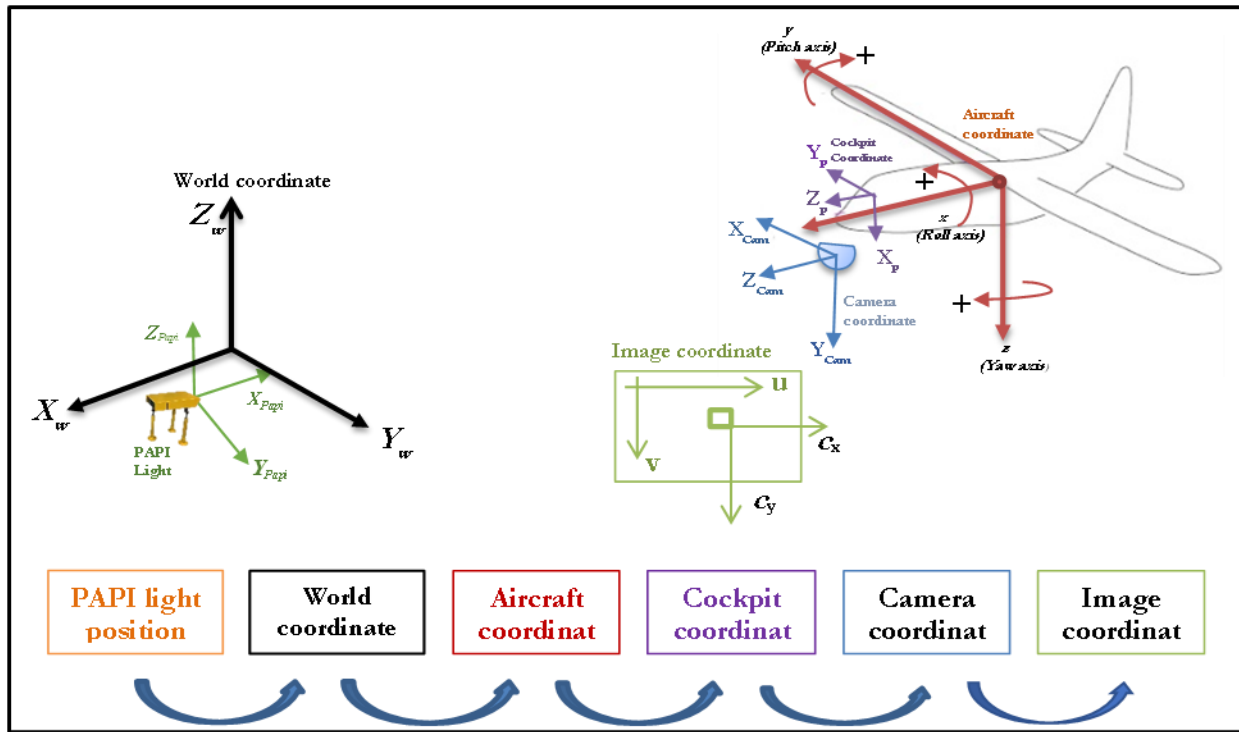 y
(Pitch axis)
+
Aircraft
coordinate
Y_p
Cockpit
Coordinate
World coordinate
Z_w
+
Z_p
x
(Roll axis)
X_Cam
X_p
Z_Cam
+
Camera
coordinate
Z_Papi
Y_Cam
z
(Yaw axis)
Image coordinate
u
X_w
X_Papi
c_x
Y_w
PAPI
Light
v
Y_Papi
c_y
PAPI light
position
World
coordinate
Aircraft
coordinat
Cockpit
coordinat
Camera
coordinat
Image
coordinat